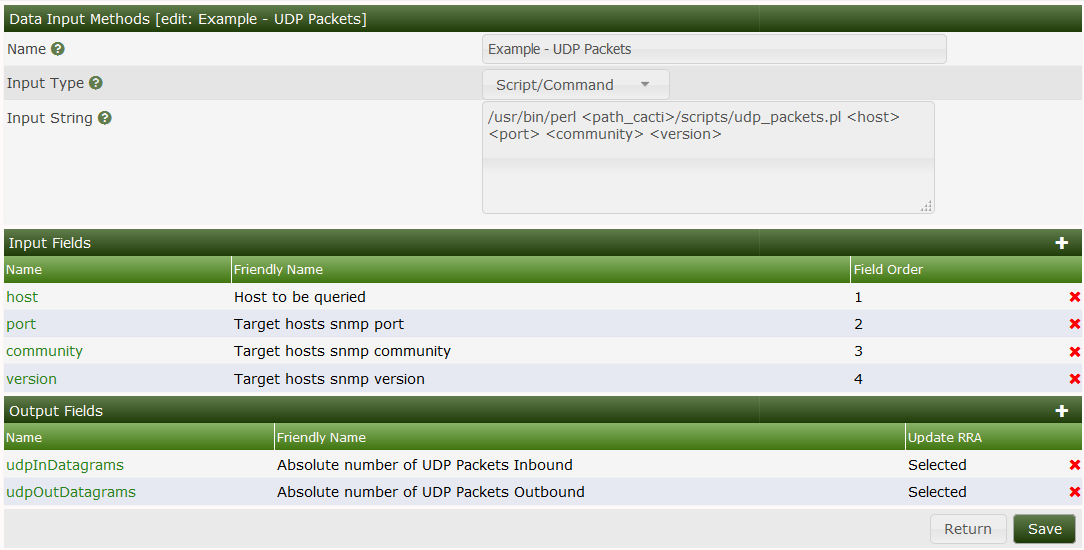 Data Input Methods [edit: Example - UDP Packets]
Name ? Example - UDP Packets
Input Type ? Script/Command
Input String ? /usr/bin/perl <path_cacti>/scripts/udp_packets.pl <host>
<port> <community> <version>
Input Fields
Name Friendly Name Field Order
host Host to be queried 1
port Target hosts snmp port 2
community Target hosts snmp community 3
version Target hosts snmp version 4
Output Fields
Name Friendly Name Update RRA
udpInDatagrams Absolute number of UDP Packets Inbound Selected
udpOutDatagrams Absolute number of UDP Packets Outbound Selected
Return Save